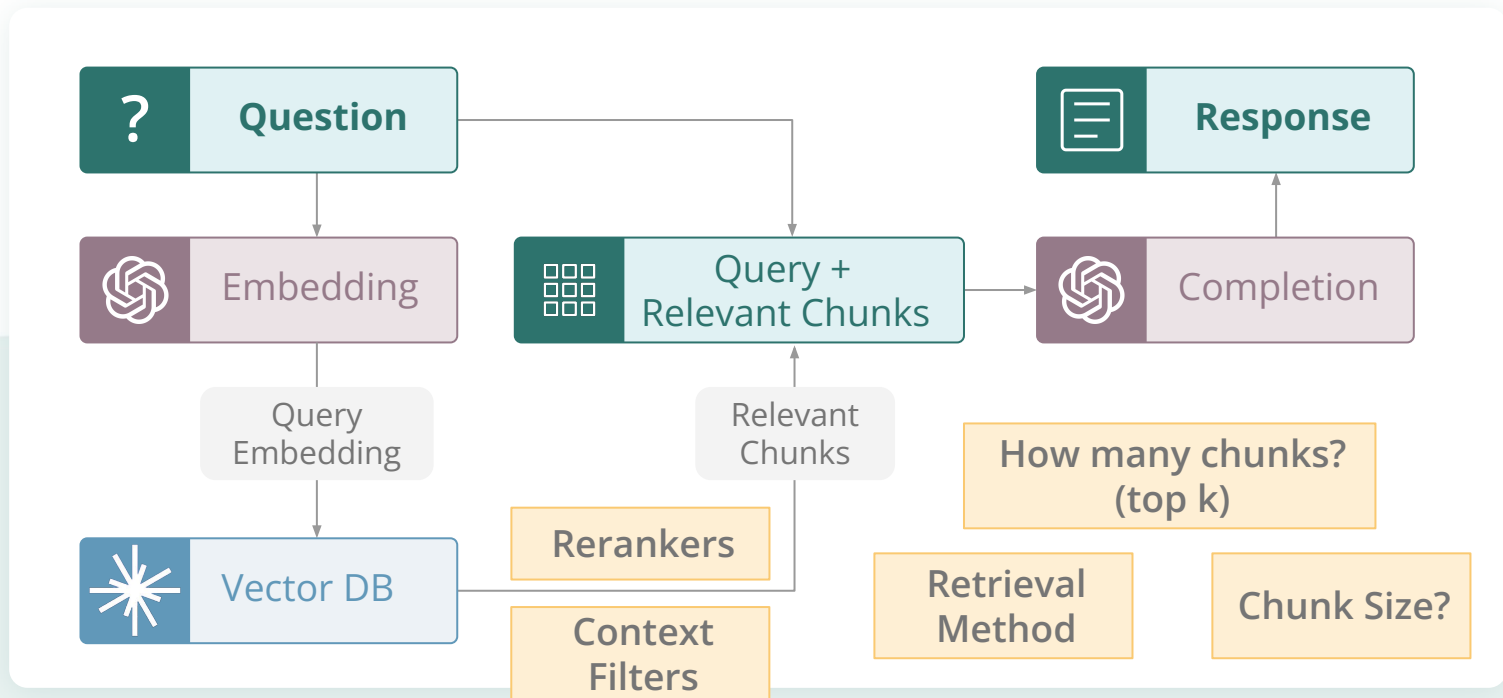 ?
Question
Response
Embedding
Query +
Relevant Chunks
Completion
Query
Embedding
Relevant
Chunks
How many chunks?
(top k)
Rerankers
Vector DB
Retrieval
Method
Chunk Size?
Context
Filters